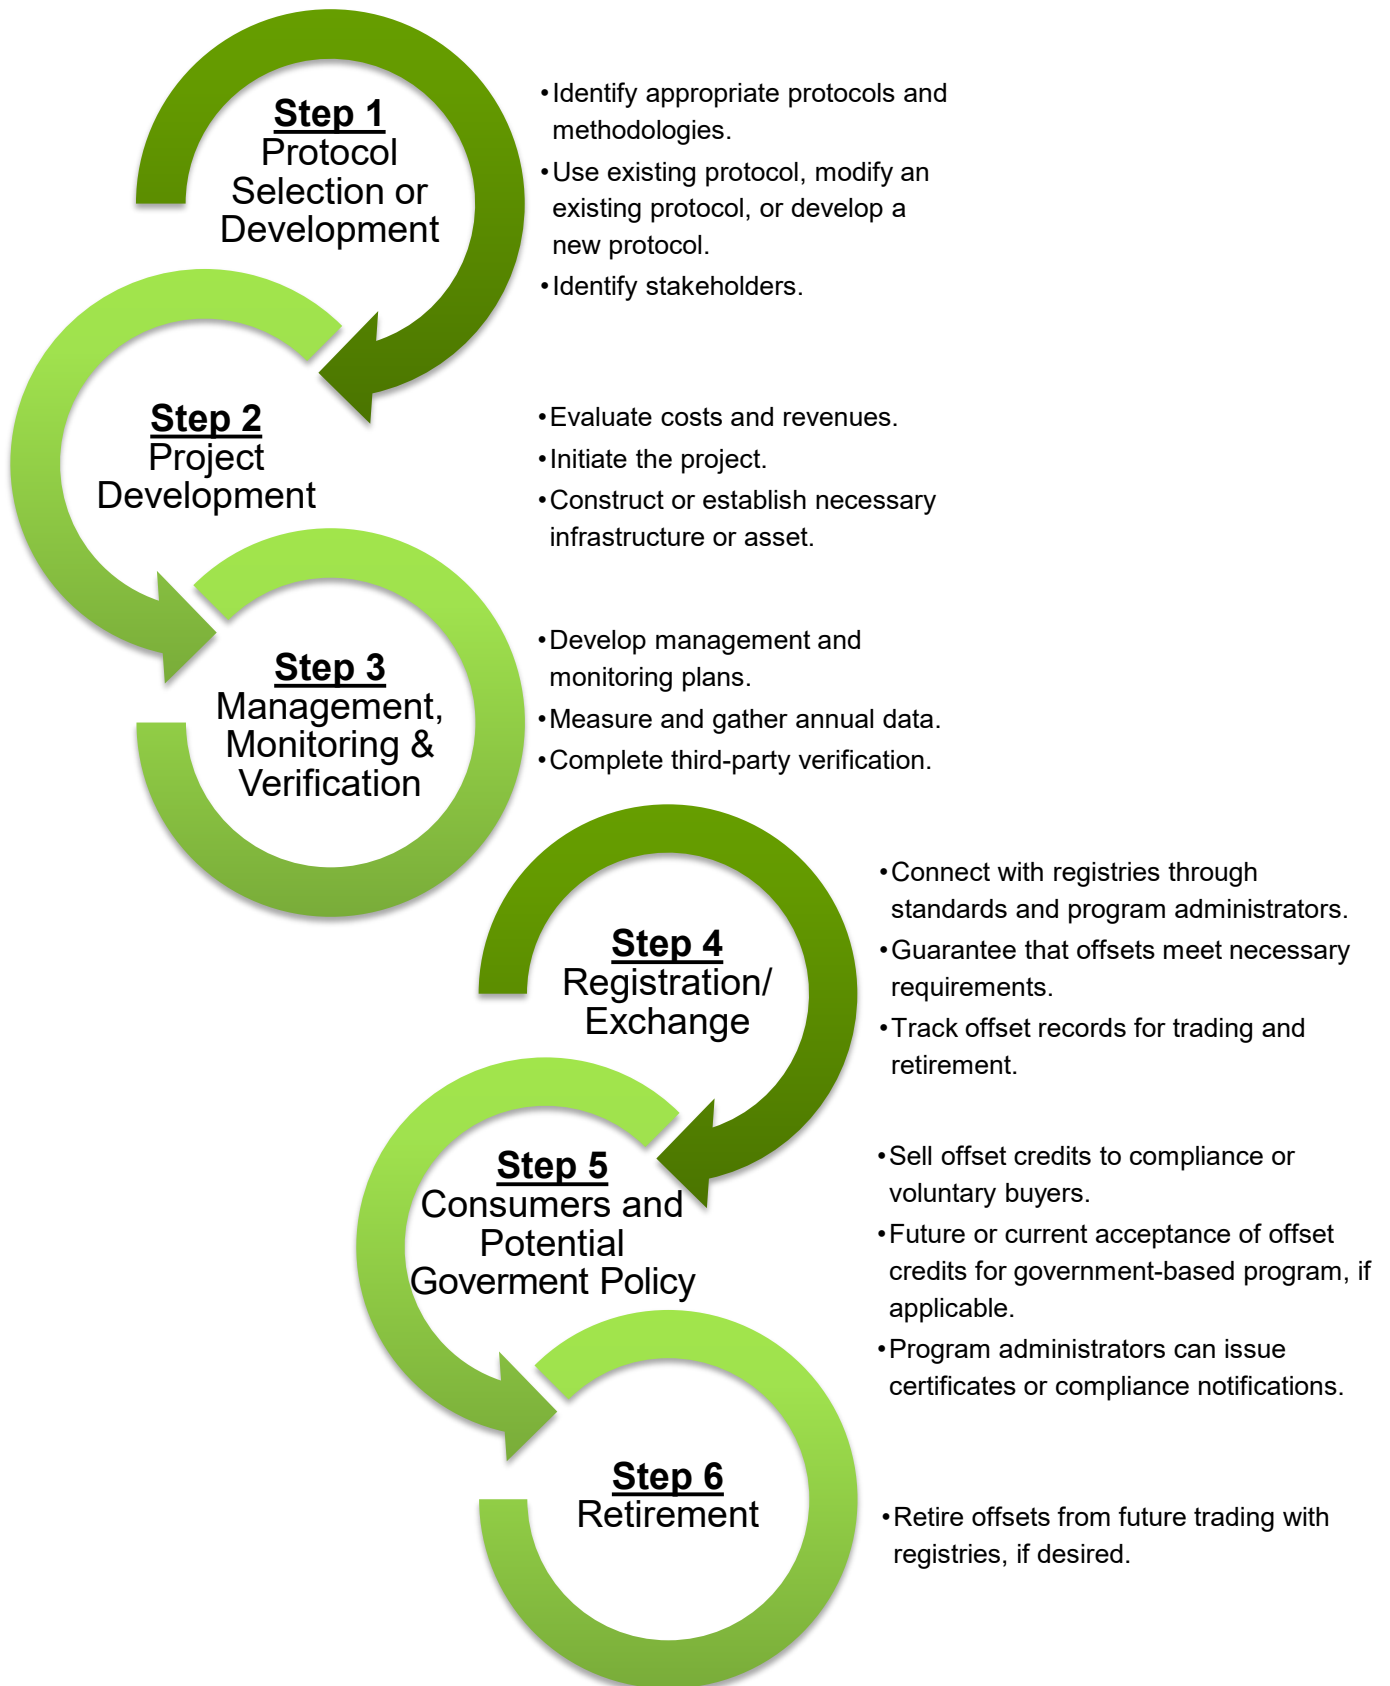 Step 1
Protocol
Selection or
Development
•Identify appropriate protocols and
methodologies.
•Use existing protocol, modify an
existing protocol, or develop a
new protocol.
•Identify stakeholders.
Step 2
Project
Development
•Evaluate costs and revenues.
•Initiate the project.
•Construct or establish necessary
infrastructure or asset.
Step 3
Management,
Monitoring &
Verification
•Develop management and
monitoring plans.
•Measure and gather annual data.
•Complete third-party verification.
Step 4
Registration/
Exchange
•Connect with registries through
standards and program administrators.
•Guarantee that offsets meet necessary
requirements.
•Track offset records for trading and
retirement.
Step 5
Consumers and
Potential
Goverment Policy
•Sell offset credits to compliance or
voluntary buyers.
•Future or current acceptance of offset
credits for government-based program, if
applicable.
•Program administrators can issue
certificates or compliance notifications.
Step 6
Retirement
•Retire offsets from future trading with
registries, if desired.